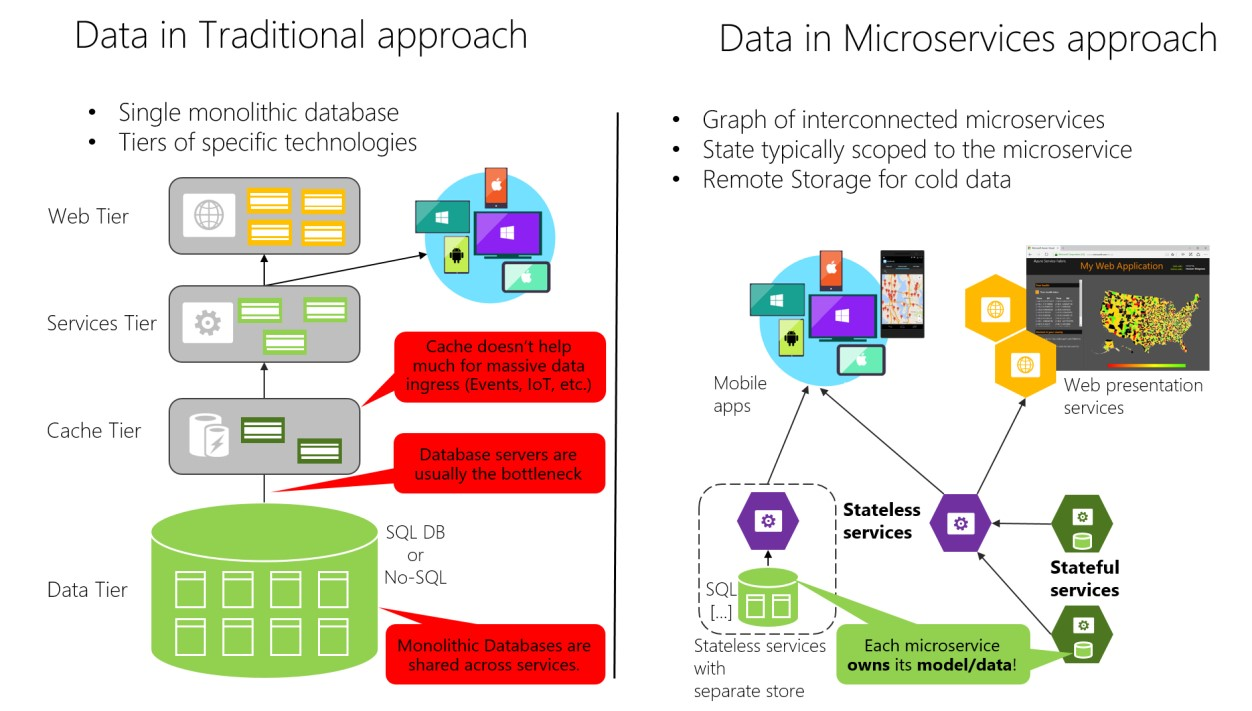 Data in Traditional approach
• Single monolithic database
• Tiers of specific technologies
Web Tier
Services Tier
Cache doesn't help
much for massive data
ingress (Events, IoT, etc.)
Cache Tier
Database servers are
usually the bottleneck
SQL DB
or
No-SQL
Data Tier
Monolithic Databases are
shared across services.
Data in Microservices approach
• Graph of interconnected microservices
• State typically scoped to the microservice
• Remote Storage for cold data
My Web Application
Mobile
apps
Web presentation
services
Stateless
services
Stateful
services
SQL
[...]
Stateless services
with
separate store
Each microservice
owns its model/data!